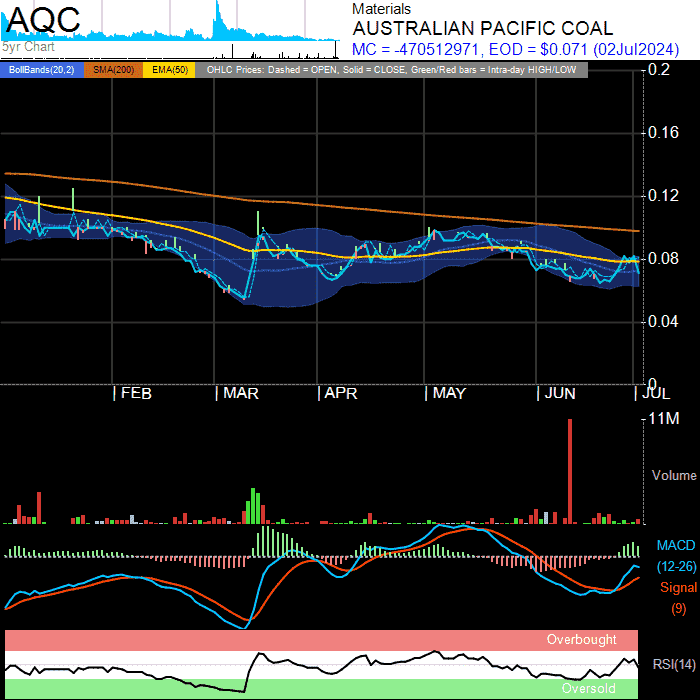 AQC
5yr Chart
Materials
AUSTRALIAN PACIFIC COAL
MC = -470512971, EOD = $0.071 (02Jul2024)
BollBands(20,2) SMA(200) EMA(50) OHLC Prices: Dashed = OPEN, Solid = CLOSE, Green/Red bars = Intra-day HIGH/LOW
0.2
0.16
0.12
0.08
0.04
0
| FEB | MAR | APR | MAY | JUN | JUL
11M
Volume
MACD
(12-26)
Signal
(9)
Overbought
RSI(14)
Oversold